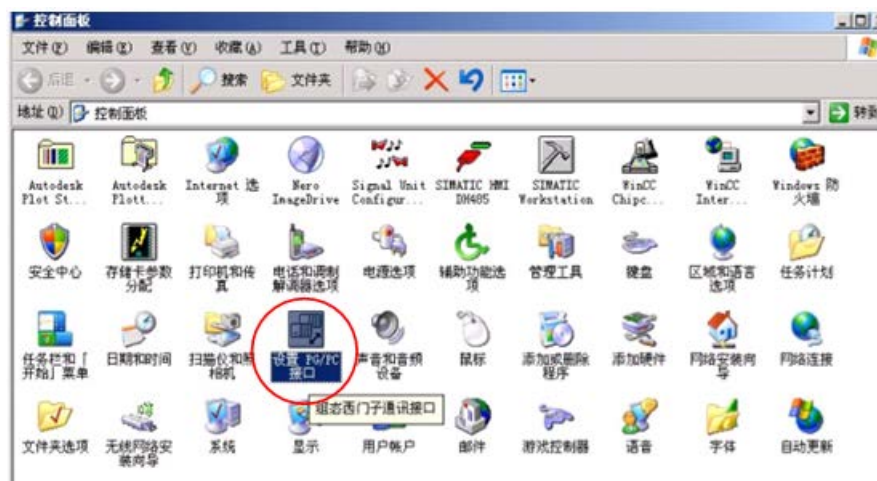 控制面板
文件(F) 编辑(E) 查看(V) 收藏(A) 工具(T) 帮助(H)
后退 搜索 文件夹
地址(D) 控制面板 转到
Autodesk Plot St... Autodesk Plott... Internet 选项 Nero ImageDrive Signal Unit Configur... SIMATIC HMI DH485 SIMATIC Workstation WinCC Chipc... WinCC Inter... Windows 防火墙
安全中心 存储卡参数分配 打印机和传真 电话和调制解调器选项 电源选项 辅助功能选项 管理工具 键盘 区域和语言选项 任务计划
任务栏和「开始」菜单 日期和时间 扫描仪和照相机 设置 PG/PC 接口 声音和音频设备 鼠标 添加或删除程序 添加硬件 网络安装向导 网络连接
组态西门子通讯接口
文件夹选项 无线网络安装向导 系统 显示 用户帐户 邮件 游戏控制器 语音 字体 自动更新